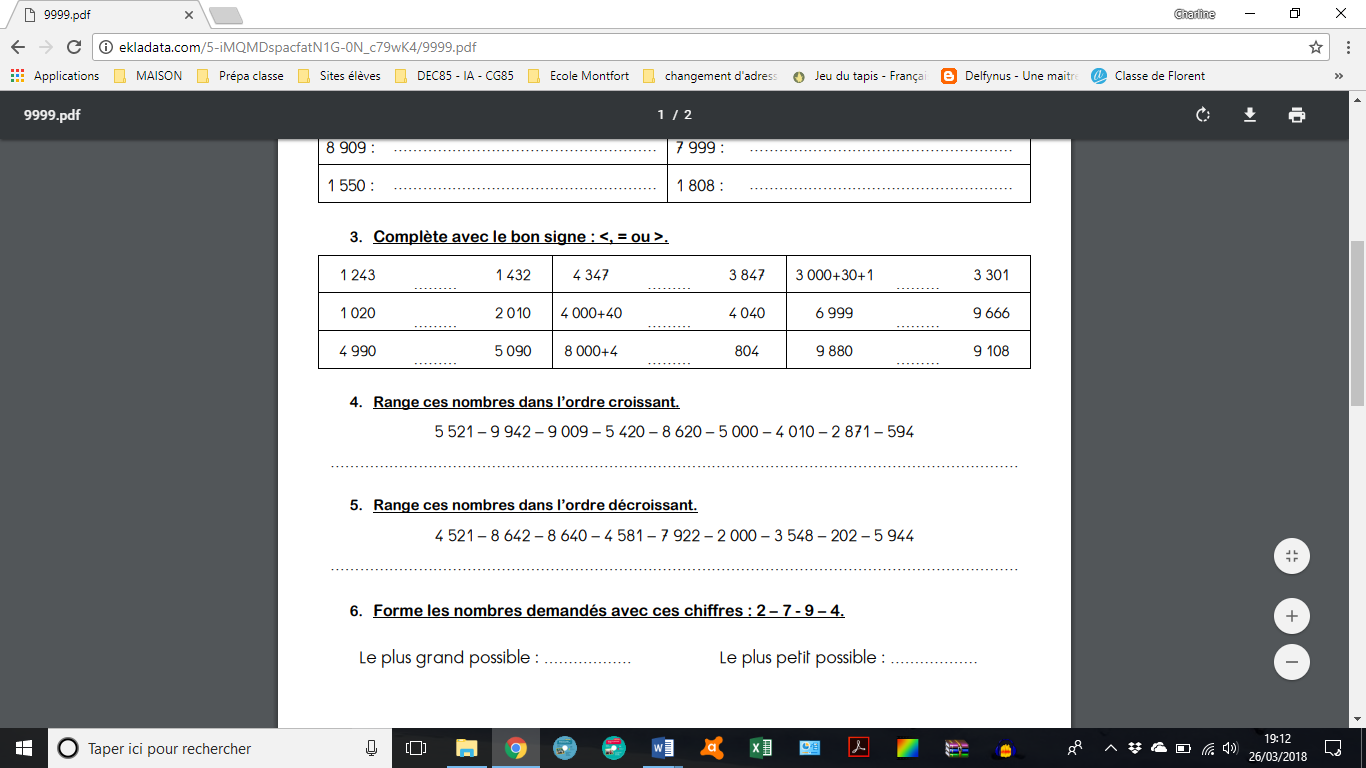 9999.pdf
Charline
ekladata.com/5-iMQMDspacfatN1G-0N_c79wK4/9999.pdf
Applications MAISON Prépa classe Sites élèves DEC85 - IA - CG85 Ecole Montfort changement d'adress Jeu du tapis - Françai Delfynus - Une maitre Classe de Florent »
9999.pdf 1 / 2
8 909 : ........................................ 7 999 : ........................................
1 550 : ........................................ 1 808 : ........................................
3. Complète avec le bon signe : <, = ou >.
1 243 ......... 1 432 4 347 ......... 3 847 3 000+30+1 ......... 3 301
1 020 ......... 2 010 4 000+40 ......... 4 040 6 999 ......... 9 666
4 990 ......... 5 090 8 000+4 ......... 804 9 880 ......... 9 108
4. Range ces nombres dans l'ordre croissant.
5 521 – 9 942 – 9 009 – 5 420 – 8 620 – 5 000 – 4 010 – 2 871 – 594
5. Range ces nombres dans l'ordre décroissant.
4 521 – 8 642 – 8 640 – 4 581 – 7 922 – 2 000 – 3 548 – 202 – 5 944
6. Forme les nombres demandés avec ces chiffres : 2 – 7 - 9 – 4.
Le plus grand possible : .................. Le plus petit possible : ..................
Taper ici pour rechercher
19:12
26/03/2018